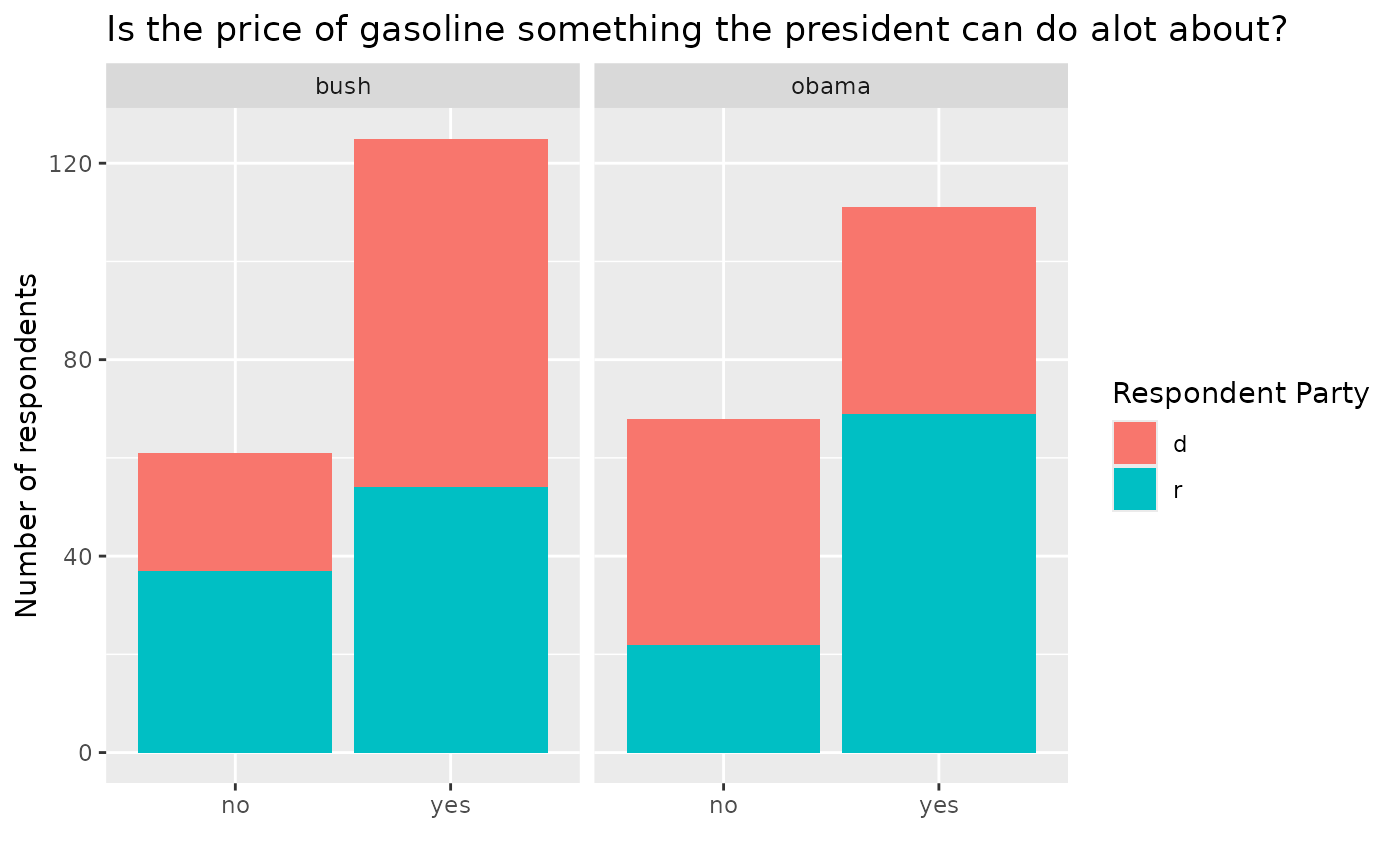 Is the price of gasoline something the president can do alot about?
bush
obama
Number of respondents
120
80
40
0
no
yes
no
yes
Respondent Party
d
r